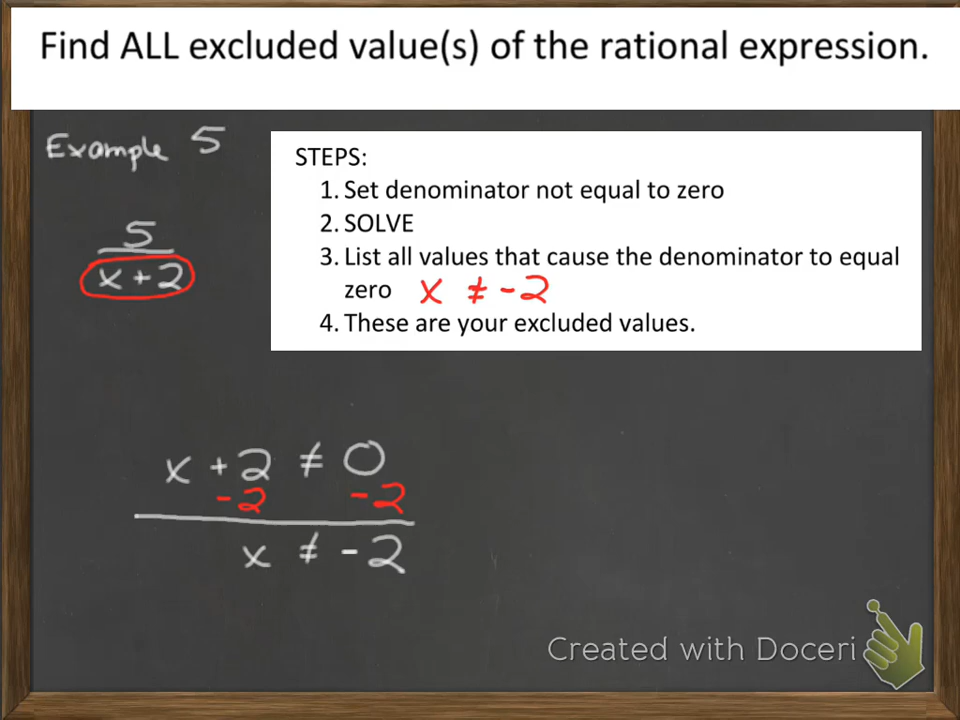 Find ALL excluded value(s) of the rational expression.
Example 5
5
x + 2
STEPS:
1. Set denominator not equal to zero
2. SOLVE
3. List all values that cause the denominator to equal
zero x ≠ -2
4. These are your excluded values.
x + 2 ≠ 0
-2 -2
x ≠ -2
Created with Doceri